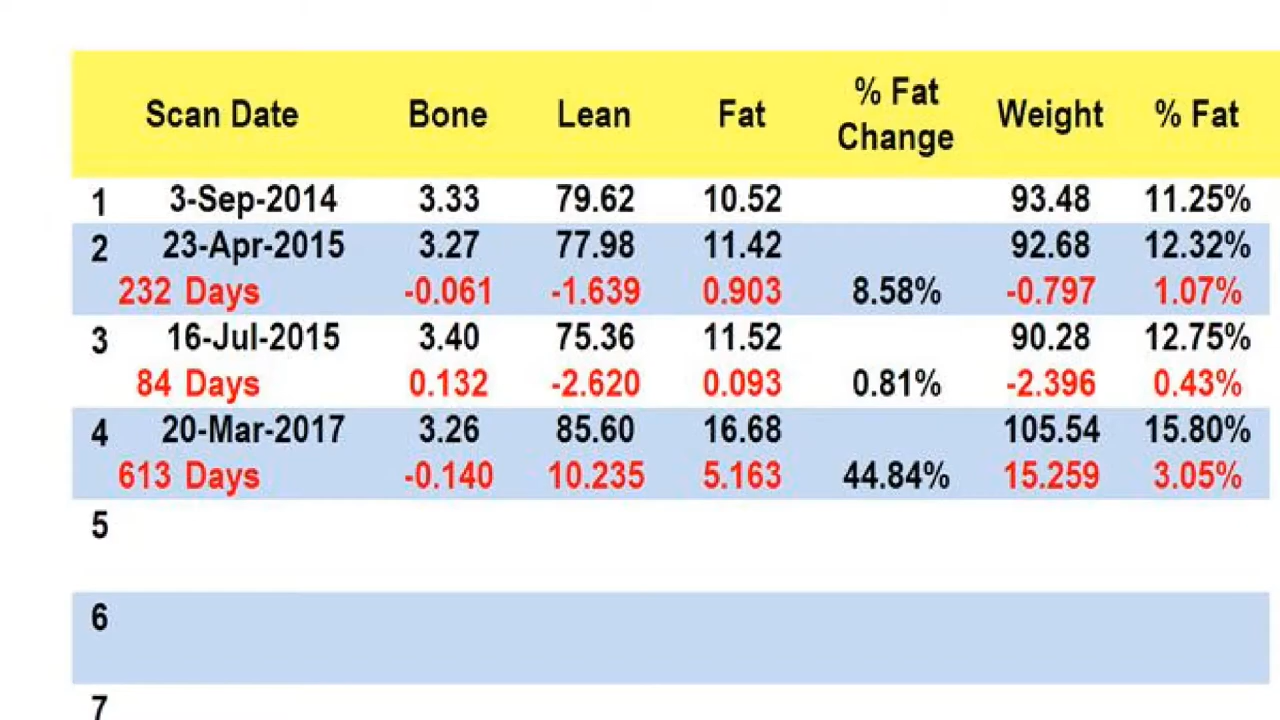 Scan Date Bone Lean Fat % Fat Change Weight % Fat
1 3-Sep-2014 3.33 79.62 10.52 93.48 11.25%
2 23-Apr-2015 3.27 77.98 11.42 92.68 12.32%
232 Days -0.061 -1.639 0.903 8.58% -0.797 1.07%
3 16-Jul-2015 3.40 75.36 11.52 90.28 12.75%
84 Days 0.132 -2.620 0.093 0.81% -2.396 0.43%
4 20-Mar-2017 3.26 85.60 16.68 105.54 15.80%
613 Days -0.140 10.235 5.163 44.84% 15.259 3.05%
5
6
7